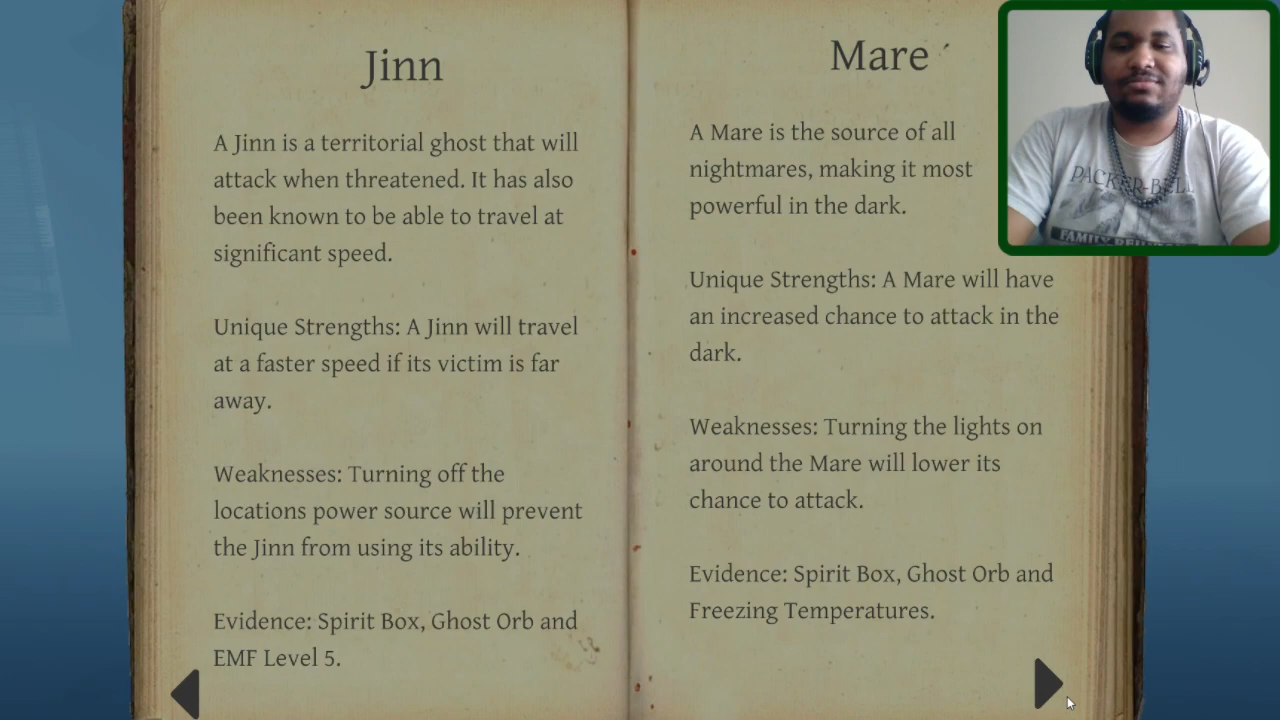 Jinn
A Jinn is a territorial ghost that will
attack when threatened. It has also
been known to be able to travel at
significant speed.
Unique Strengths: A Jinn will travel
at a faster speed if its victim is far
away.
Weaknesses: Turning off the
locations power source will prevent
the Jinn from using its ability.
Evidence: Spirit Box, Ghost Orb and
EMF Level 5.
Mare
A Mare is the source of all
nightmares, making it most
powerful in the dark.
Unique Strengths: A Mare will have
an increased chance to attack in the
dark.
Weaknesses: Turning the lights on
around the Mare will lower its
chance to attack.
Evidence: Spirit Box, Ghost Orb and
Freezing Temperatures.
PACKER-BELL
FAMILY REUNION